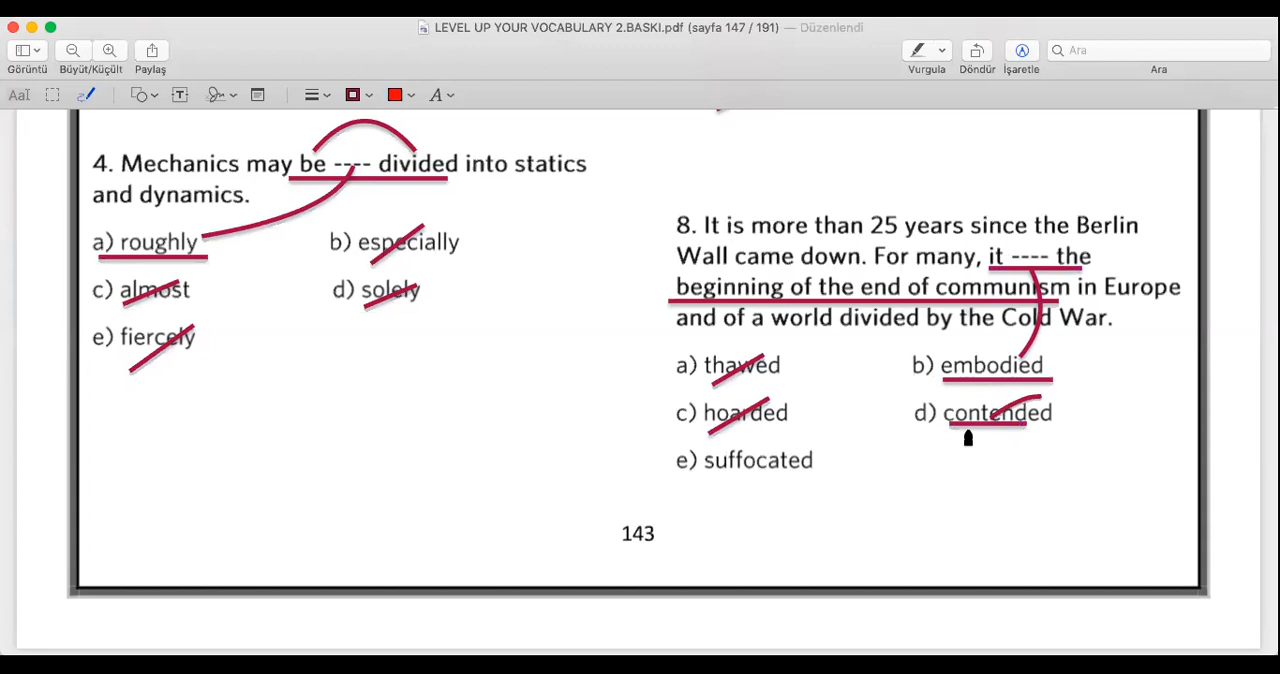 LEVEL UP YOUR VOCABULARY 2.BASKI.pdf (sayfa 147 / 191) — Düzenlendi
Görüntü
Büyüt/Küçült
Paylaş
Vurgula
Döndür
İşaretle
Ara
Ara
4. Mechanics may be ---- divided into statics
and dynamics.
a) roughly b) especially
c) almost d) solely
e) fiercely
8. It is more than 25 years since the Berlin
Wall came down. For many, it ---- the
beginning of the end of communism in Europe
and of a world divided by the Cold War.
a) thawed b) embodied
c) hoarded d) contended
e) suffocated
143